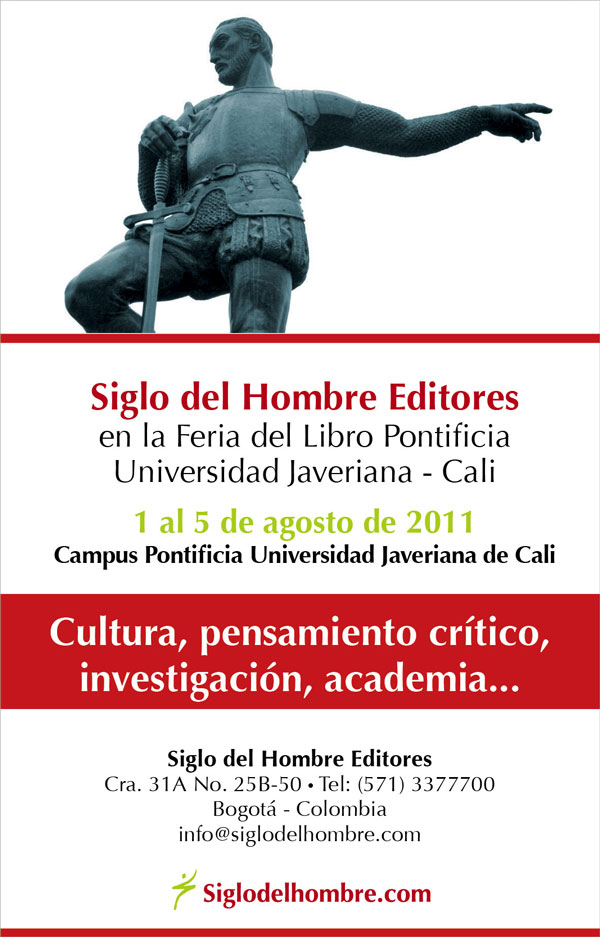 Siglo del Hombre Editores
en la Feria del Libro Pontificia
Universidad Javeriana - Cali
1 al 5 de agosto de 2011
Campus Pontificia Universidad Javeriana de Cali
Cultura, pensamiento crítico,
investigación, academia...
Siglo del Hombre Editores
Cra. 31A No. 25B-50 • Tel: (571) 3377700
Bogotá - Colombia
info@siglodelhombre.com
Siglodelhombre.com